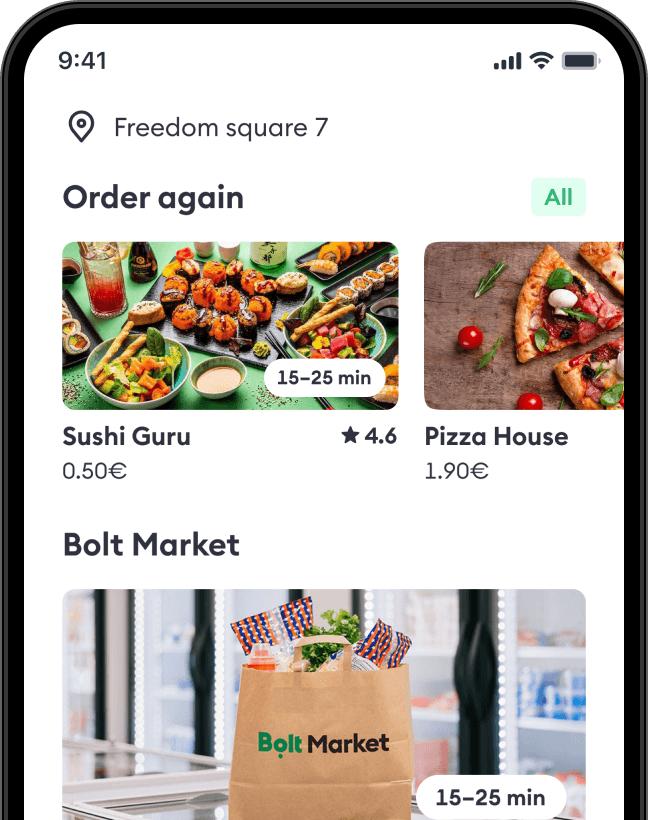 9:41
Freedom square 7
Order again
All
15–25 min
Sushi Guru
4.6
0.50€
Pizza House
1.90€
Bolt Market
Bolt Market
15–25 min